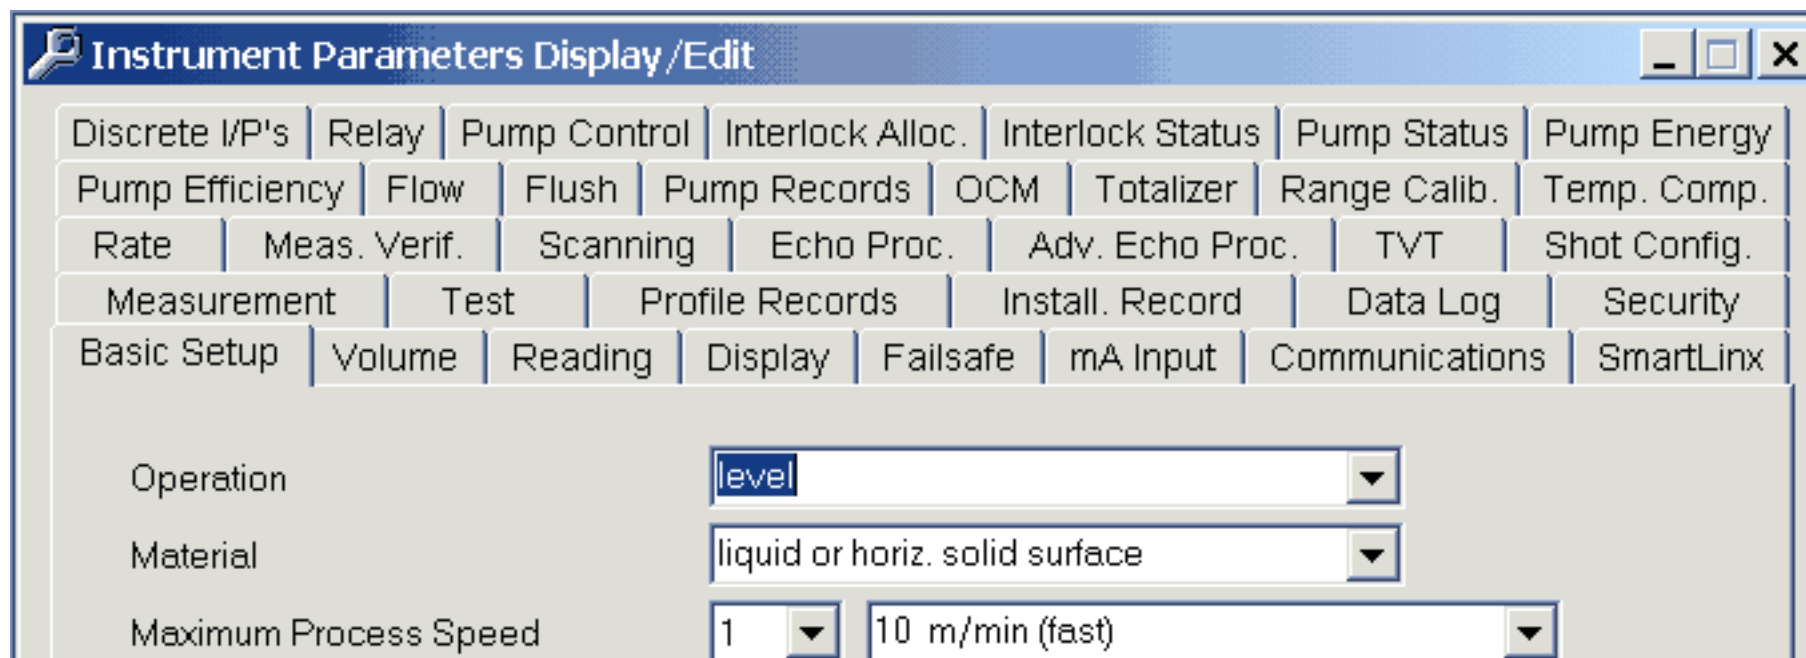 Instrument Parameters Display/Edit
Discrete I/P's Relay Pump Control Interlock Alloc. Interlock Status Pump Status Pump Energy
Pump Efficiency Flow Flush Pump Records OCM Totalizer Range Calib. Temp. Comp.
Rate Meas. Verif. Scanning Echo Proc. Adv. Echo Proc. TVT Shot Config.
Measurement Test Profile Records Install. Record Data Log Security
Basic Setup Volume Reading Display Failsafe mA Input Communications SmartLinx
Operation level
Material liquid or horiz. solid surface
Maximum Process Speed 1 10 m/min (fast)